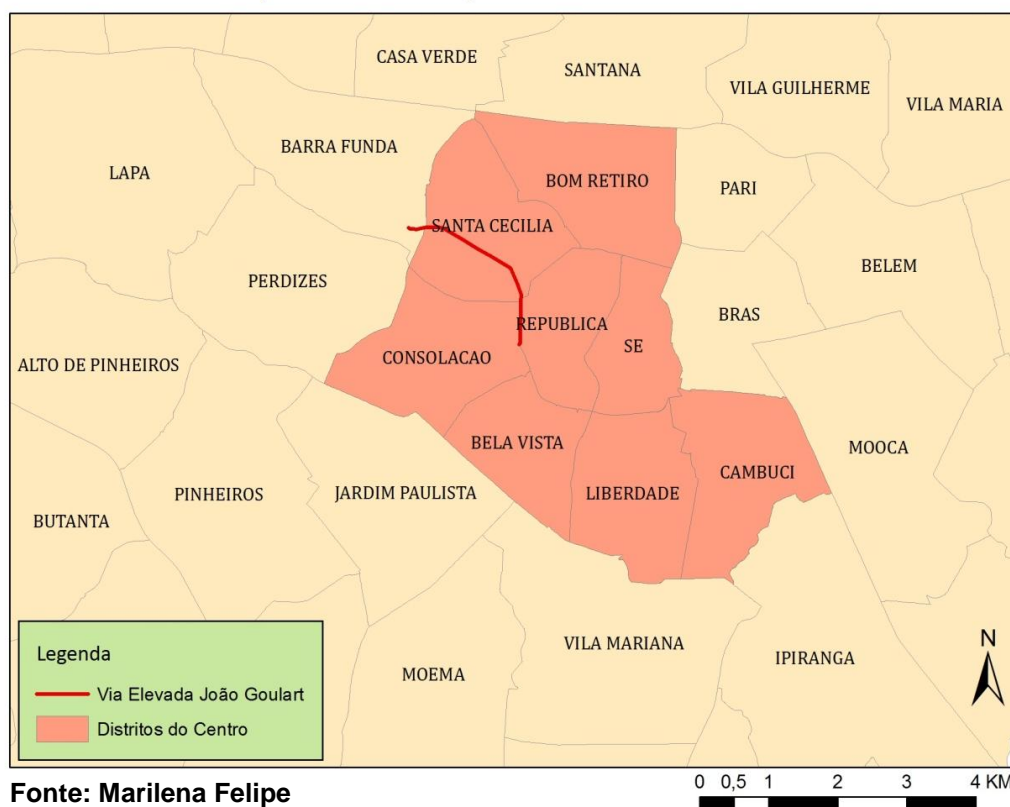 CASA VERDE
SANTANA
VILA GUILHERME
VILA MARIA
BARRA FUNDA
LAPA
BOM RETIRO
PARI
SANTA CECILIA
BELEM
PERDIZES
BRAS
REPUBLICA
SE
CONSOLACAO
ALTO DE PINHEIROS
BELA VISTA
MOOCA
CAMBUCI
PINHEIROS
JARDIM PAULISTA
LIBERDADE
BUTANTA
VILA MARIANA
IPIRANGA
MOEMA
N
Legenda
Via Elevada João Goulart
Distritos do Centro
Fonte: Marilena Felipe
0 0,5 1 2 3 4 KM